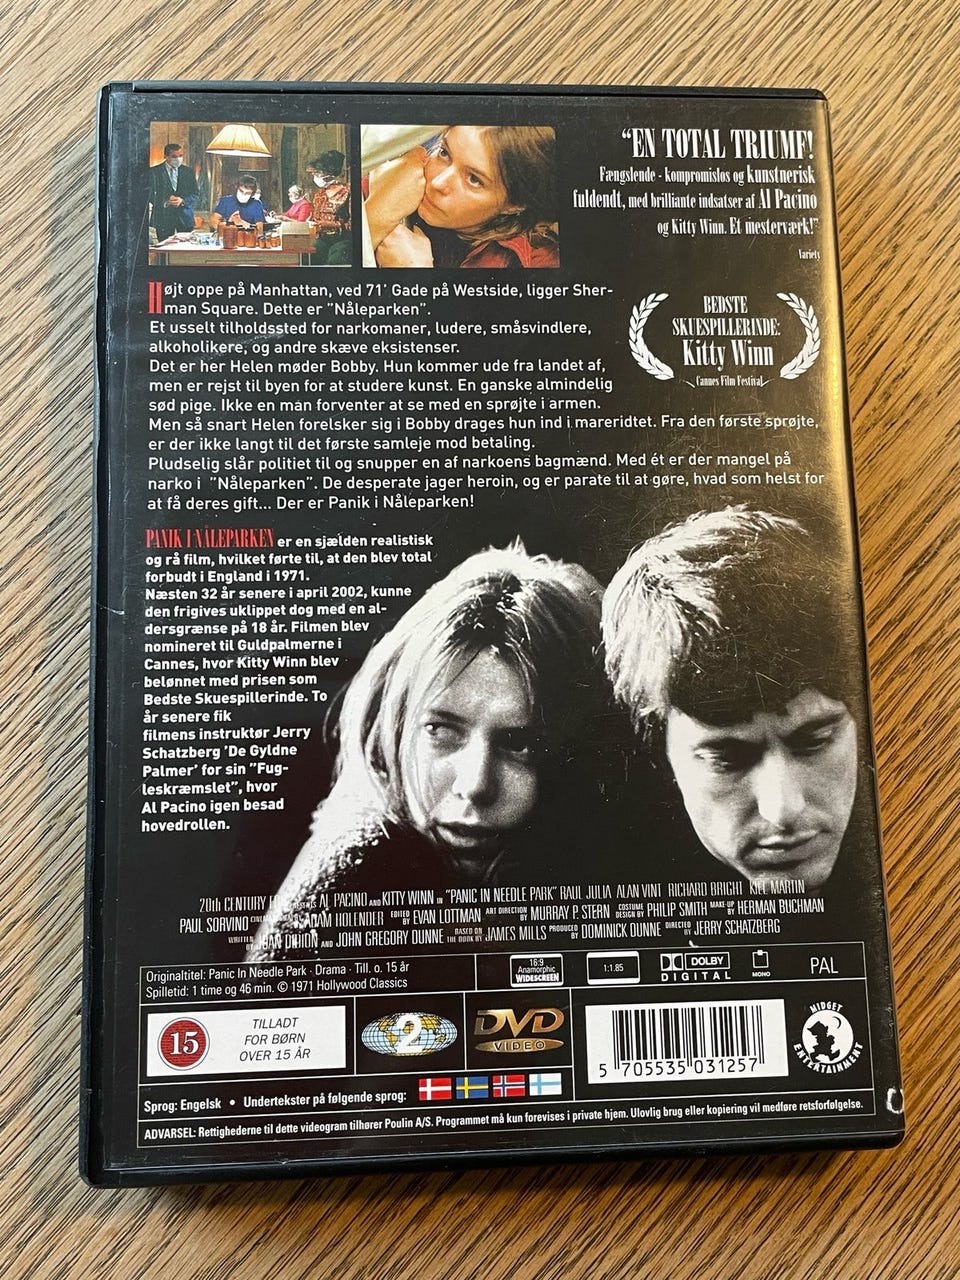 “EN TOTAL TRIUMF!
Fængslende - kompromisløs og kunstnerisk
fuldendt, med brilliante indsatser af Al Pacino
og Kitty Winn. Et mesterværk!”
Variety
BEDSTE
SKUESPILLERINDE:
Kitty Winn
Cannes Film Festival
Højt oppe på Manhattan, ved 71’ Gade på Westside, ligger Sher-
man Square. Dette er ”Nåleparken”.
Et usselt tilholdssted for narkomaner, ludere, småsvindlere,
alkoholikere, og andre skæve eksistenser.
Det er her Helen møder Bobby. Hun kommer ude fra landet af,
men er rejst til byen for at studere kunst. En ganske almindelig
sød pige. Ikke en man forventer at se med en sprøjte i armen.
Men så snart Helen forelsker sig i Bobby drages hun ind i mareridtet. Fra den første sprøjte,
er der ikke langt til det første samleje mod betaling.
Pludselig slår politiet til og snupper en af narkoens bagmænd. Med ét er der mangel på
narko i ”Nåleparken”. De desperate jager heroin, og er parate til at gøre, hvad som helst for
at få deres gift... Der er Panik i Nåleparken!
PANIK I NÅLEPARKEN er en sjælden realistisk
og rå film, hvilket førte til, at den blev total
forbudt i England i 1971.
Næsten 32 år senere i april 2002, kunne
den frigives uklippet dog med en al-
dersgrænse på 18 år. Filmen blev
nomineret til Guldpalmerne i
Cannes, hvor Kitty Winn blev
belønnet med prisen som
Bedste Skuespillerinde. To
år senere fik
filmens instruktør Jerry
Schatzberg ’De Gyldne
Palmer’ for sin ”Fug-
leskræmslet”, hvor
Al Pacino igen besad
hovedrollen.
20th CENTURY AL PACINO AND KITTY WINN IN “PANIC IN NEEDLE PARK” RAUL JULIA ALAN VINT RICHARD BRIGHT KIEL MARTIN
PAUL SORVINO ADAM HOLENDER EDITED BY EVAN LOTTMAN ART DIRECTION BY MURRAY P. STERN COSTUME DESIGN BY PHILIP SMITH MAKE-UP BY HERMAN BUCHMAN
WRITTEN BY JOAN DIDION AND JOHN GREGORY DUNNE BASED ON THE BOOK BY JAMES MILLS PRODUCED BY DOMINICK DUNNE DIRECTED BY JERRY SCHATZBERG
Originaltitel: Panic In Needle Park · Drama · Till. o. 15 år
Spilletid: 1 time og 46 min. © 1971 Hollywood Classics
16:9
Anamorphic
WIDESCREEN
1:1.85
DOLBY
DIGITAL
MONO
PAL
15
TILLADT
FOR BØRN
OVER 15 ÅR
2
DVD
VIDEO
5 705535 031257
MIDGET
ENTERTAINMENT
Sprog: Engelsk • Undertekster på følgende sprog:
ADVARSEL: Rettighederne til dette videogram tilhører Poulin A/S. Programmet må kun forevises i private hjem. Ulovlig brug eller kopiering vil medføre retsforfølgelse.